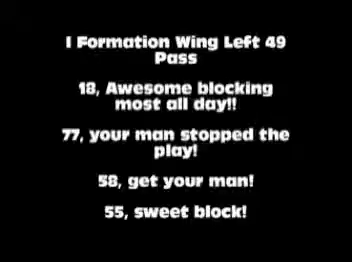 I Formation Wing Left 49
Pass
18, Awesome blocking
most all day!!
77, your man stopped the
play!
58, get your man!
55, sweet block!